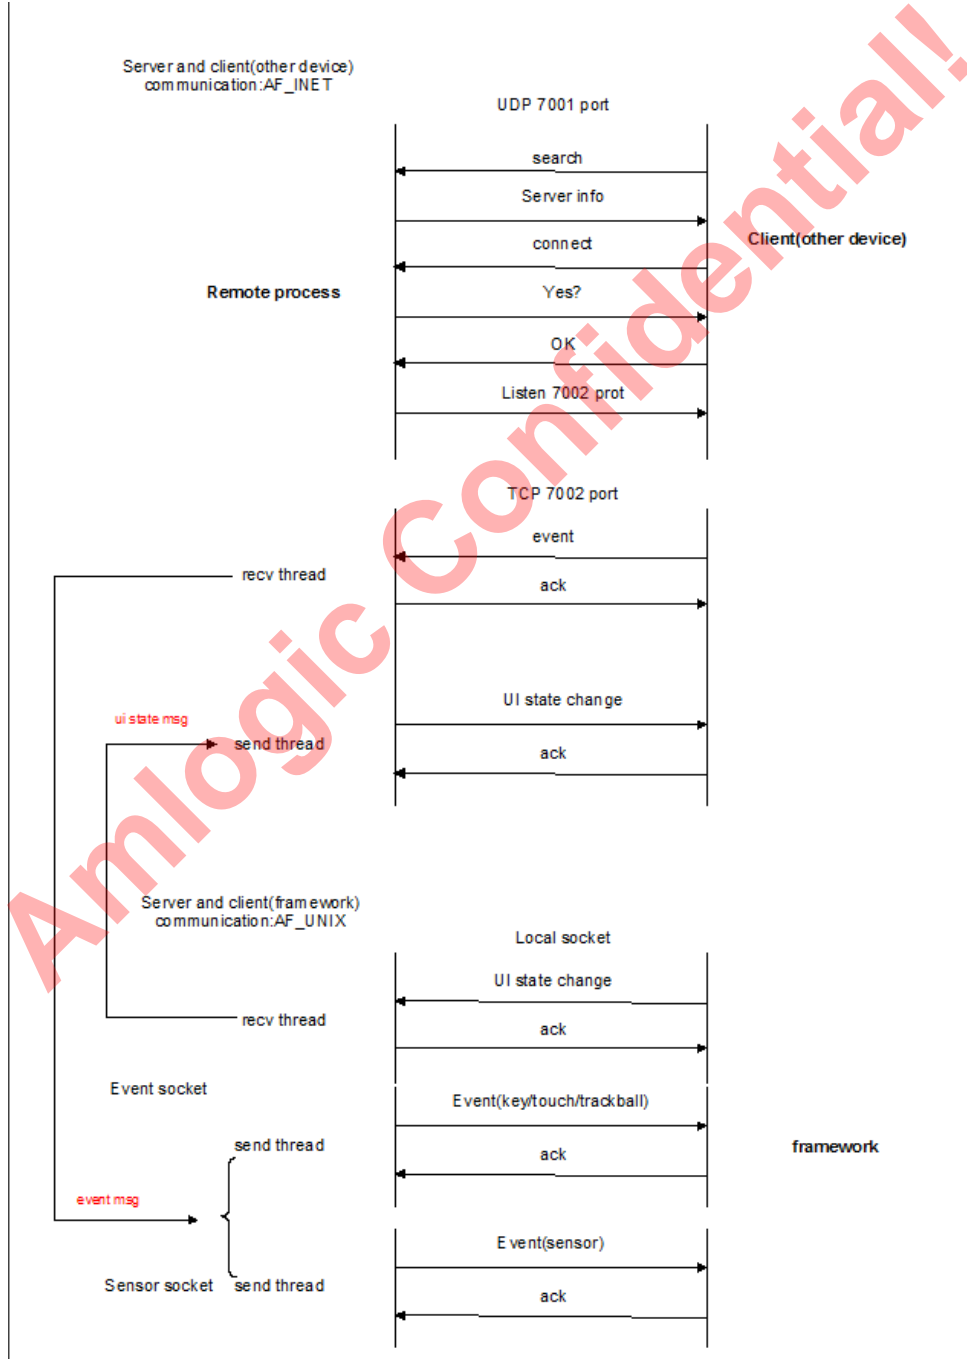 Server and client(other device)
communication:AF_INET
UDP 7001 port
search
Server info
Client(other device)
connect
Remote process
Yes?
OK
Listen 7002 prot
TCP 7002 port
event
recv thread
ack
UI state change
ui state msg
send thread
ack
Server and client(framework)
communication:AF_UNIX
Local socket
UI state change
recv thread
ack
Event socket
Event(key/touch/trackball)
send thread
ack
framework
event msg
Event(sensor)
Sensor socket
send thread
ack
Amlogic Confidential!